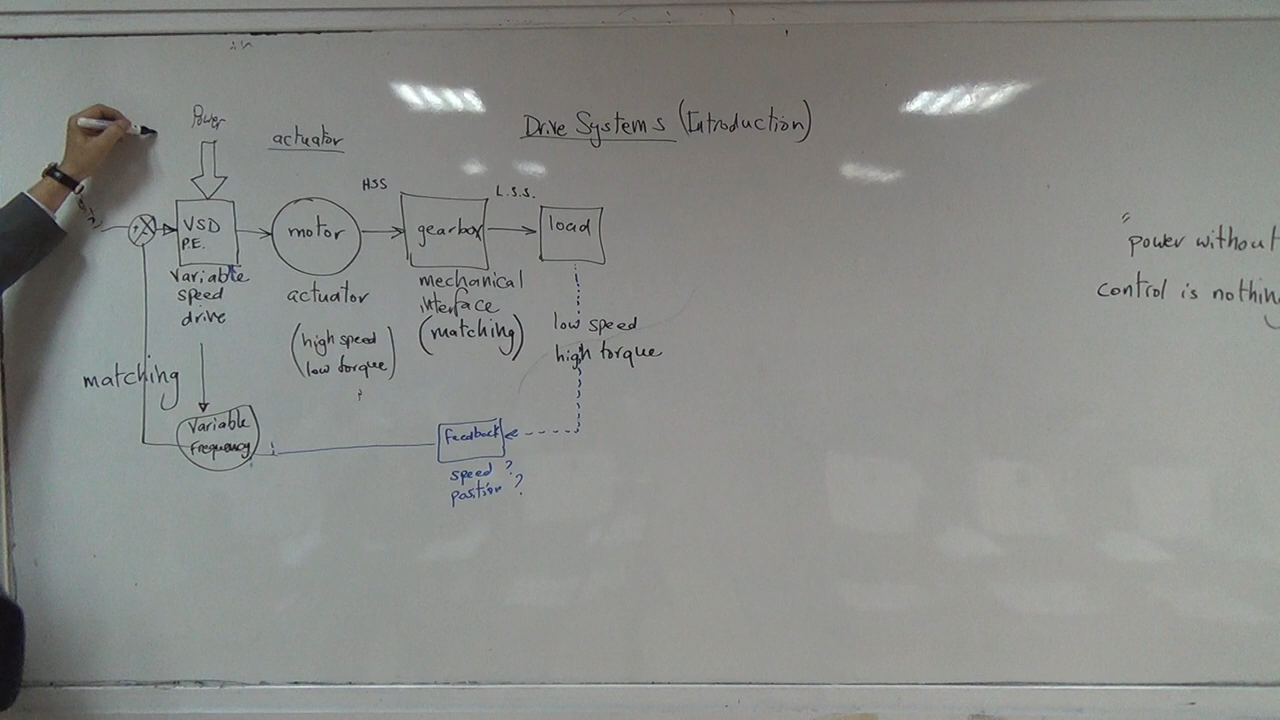 Drive Systems (Introduction)
Power
actuator
HSS
L.S.S.
VSD
P.E.
motor
gearbox
load
Variable
speed
drive
actuator
(high speed
low torque)
mechanical
interface
(matching)
low speed
high torque
matching
Variable
frequency
feedback
speed ?
position ?
"power without
control is nothin